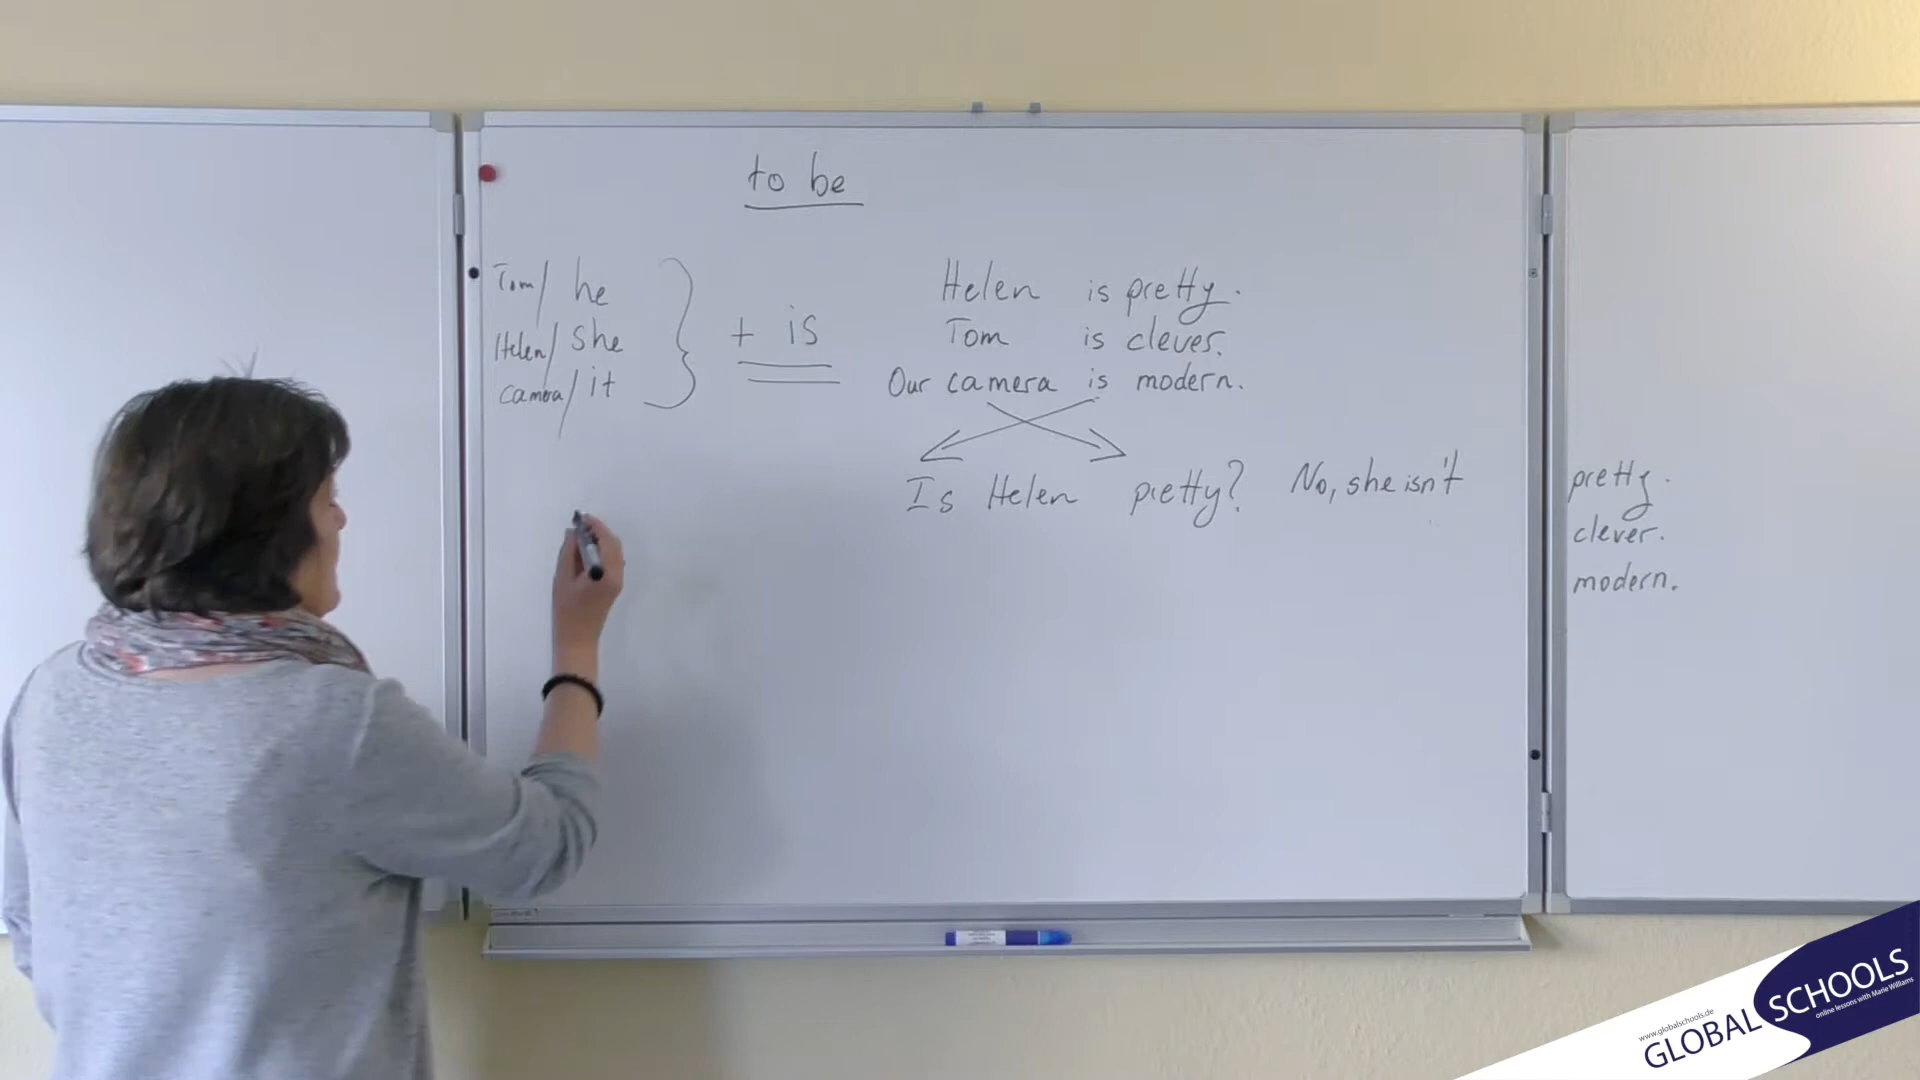 to be
Tom/ he
Helen/ she
camera/ it
+ is
Helen is pretty.
Tom is clever.
Our camera is modern.
Is Helen pretty? No, she isn't
pretty.
clever.
modern.
www.globalschools.de
GLOBAL SCHOOLS
online lessons with Marie Williams